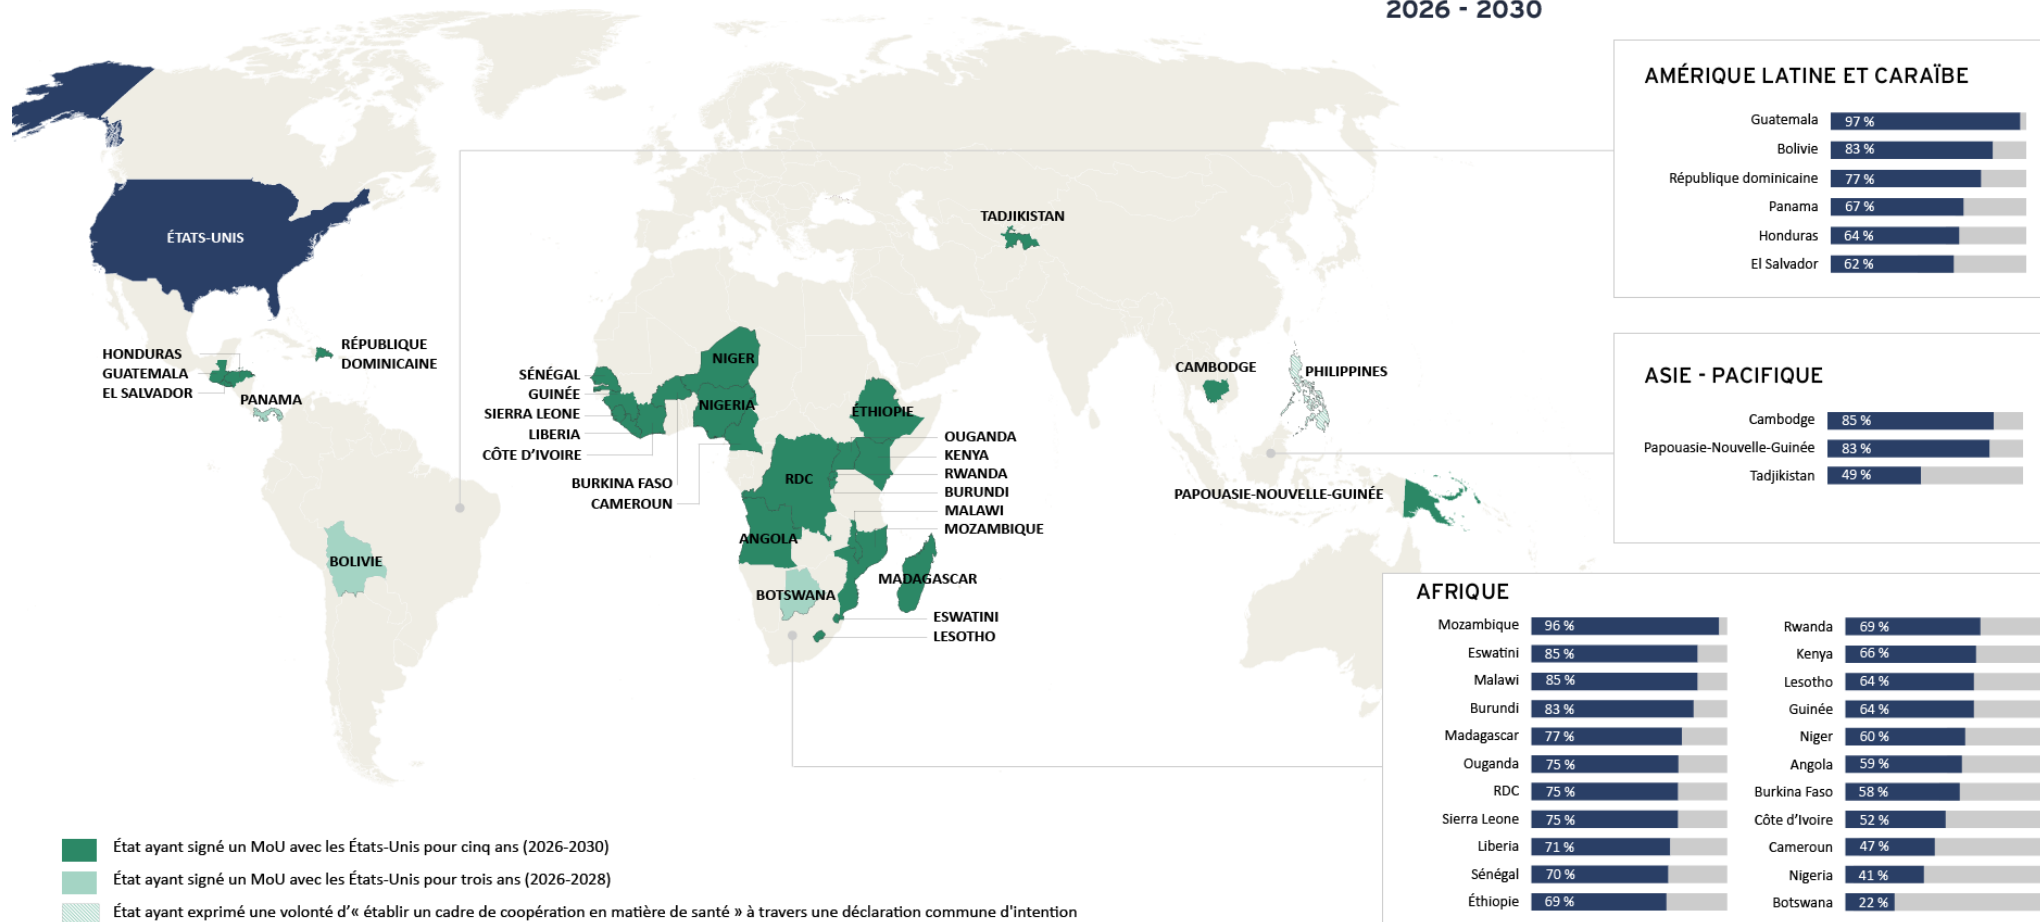 2026 - 2030
AMÉRIQUE LATINE ET CARAÏBE
Guatemala 97 %
Bolivie 83 %
République dominicaine 77 %
Panama 67 %
Honduras 64 %
El Salvador 62 %
ÉTATS-UNIS
TADJIKISTAN
HONDURAS
GUATEMALA
EL SALVADOR
RÉPUBLIQUE
DOMINICAINE
PANAMA
BOLIVIE
SÉNÉGAL
GUINÉE
SIERRA LEONE
LIBERIA
CÔTE D'IVOIRE
BURKINA FASO
CAMEROUN
NIGER
NIGERIA
ÉTHIOPIE
RDC
ANGOLA
BOTSWANA
OUGANDA
KENYA
RWANDA
BURUNDI
MALAWI
MOZAMBIQUE
MADAGASCAR
ESWATINI
LESOTHO
CAMBODGE
PHILIPPINES
PAPOUASIE-NOUVELLE-GUINÉE
ASIE - PACIFIQUE
Cambodge 85 %
Papouasie-Nouvelle-Guinée 83 %
Tadjikistan 49 %
AFRIQUE
Mozambique 96 %
Eswatini 85 %
Malawi 85 %
Burundi 83 %
Madagascar 77 %
Ouganda 75 %
RDC 75 %
Sierra Leone 75 %
Liberia 71 %
Sénégal 70 %
Éthiopie 69 %
Rwanda 69 %
Kenya 66 %
Lesotho 64 %
Guinée 64 %
Niger 60 %
Angola 59 %
Burkina Faso 58 %
Côte d'Ivoire 52 %
Cameroun 47 %
Nigeria 41 %
Botswana 22 %
État ayant signé un MoU avec les États-Unis pour cinq ans (2026-2030)
État ayant signé un MoU avec les États-Unis pour trois ans (2026-2028)
État ayant exprimé une volonté d'« établir un cadre de coopération en matière de santé » à travers une déclaration commune d'intention